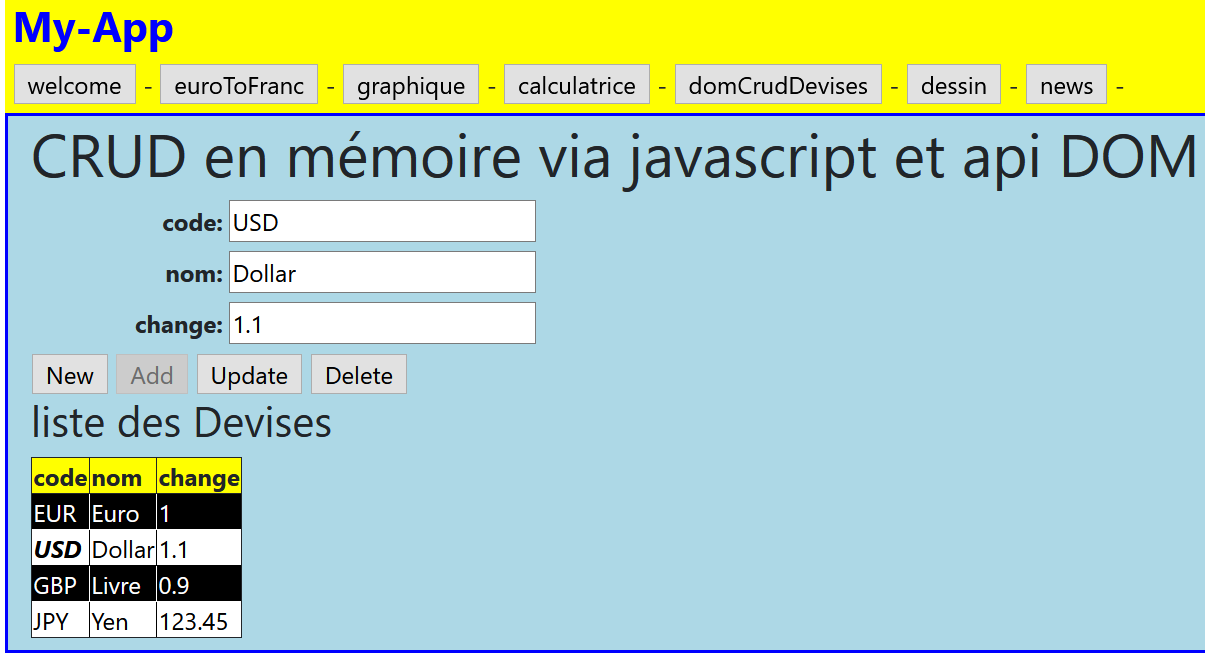 My-App
welcome - euroToFranc - graphique - calculatrice - domCrudDevises - dessin - news -
CRUD en mémoire via javascript et api DOM
code: USD
nom: Dollar
change: 1.1
New Add Update Delete
liste des Devises
code nom change
EUR Euro 1
USD Dollar 1.1
GBP Livre 0.9
JPY Yen 123.45